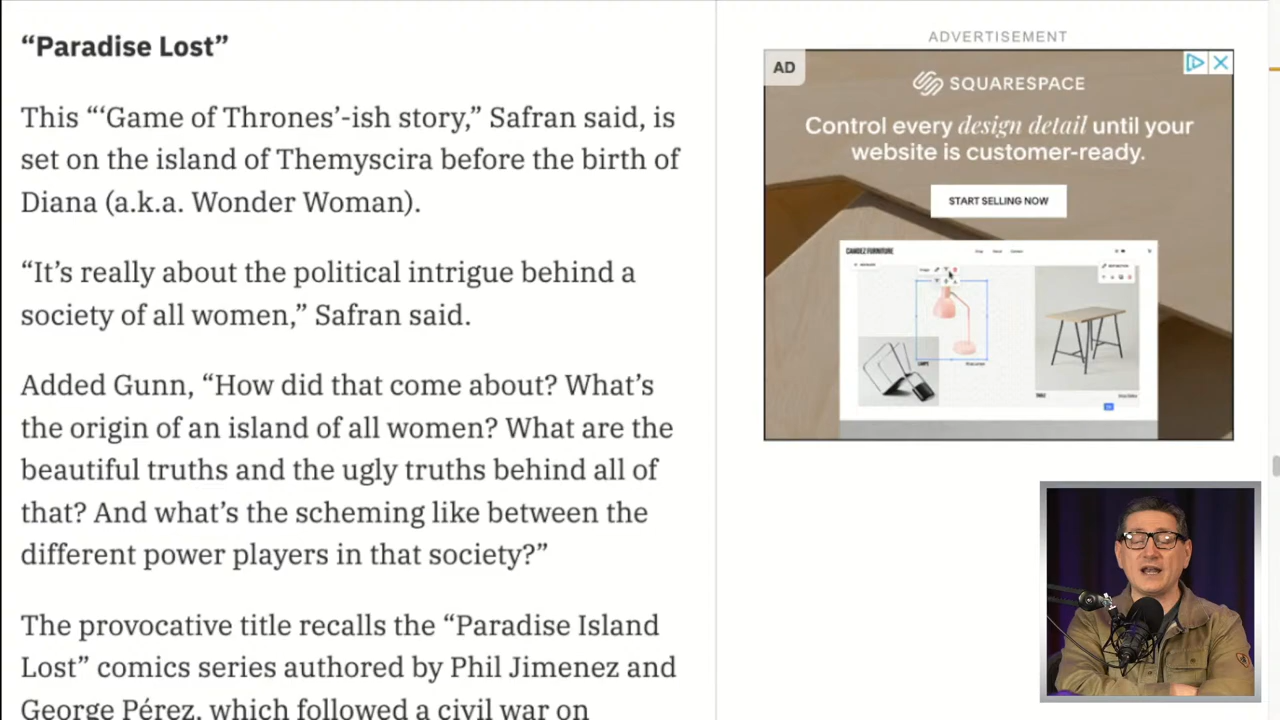 “Paradise Lost”
This “‘Game of Thrones’-ish story,” Safran said, is
set on the island of Themyscira before the birth of
Diana (a.k.a. Wonder Woman).
“It’s really about the political intrigue behind a
society of all women,” Safran said.
Added Gunn, “How did that come about? What’s
the origin of an island of all women? What are the
beautiful truths and the ugly truths behind all of
that? And what’s the scheming like between the
different power players in that society?”
The provocative title recalls the “Paradise Island
Lost” comics series authored by Phil Jimenez and
George Pérez, which followed a civil war on
ADVERTISEMENT
AD
SQUARESPACE
Control every design detail until your
website is customer-ready.
START SELLING NOW